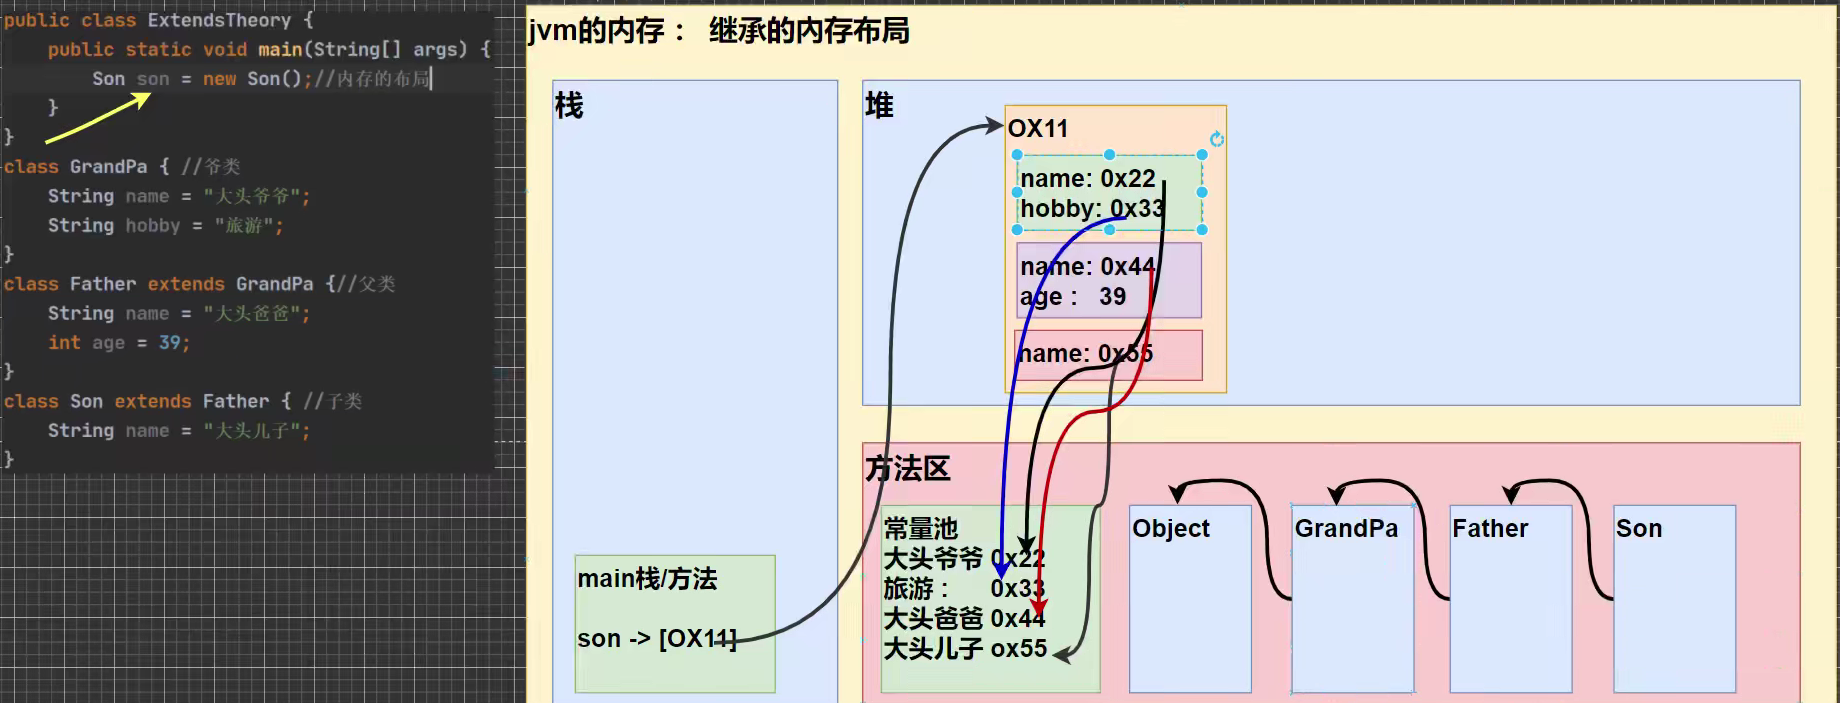 public class ExtendsTheory {
public static void main(String[] args) {
Son son = new Son();//内存的布局
}
}
class GrandPa { //爷类
String name = "大头爷爷";
String hobby = "旅游";
}
class Father extends GrandPa {//父类
String name = "大头爸爸";
int age = 39;
}
class Son extends Father { //子类
String name = "大头儿子";
}
jvm的内存： 继承的内存布局
栈
main栈/方法
son -> [OX11]
堆
OX11
name: 0x22
hobby: 0x33
name: 0x44
age： 39
name: 0x55
方法区
常量池
大头爷爷 0x22
旅游： 0x33
大头爸爸 0x44
大头儿子 ox55
Object
GrandPa
Father
Son